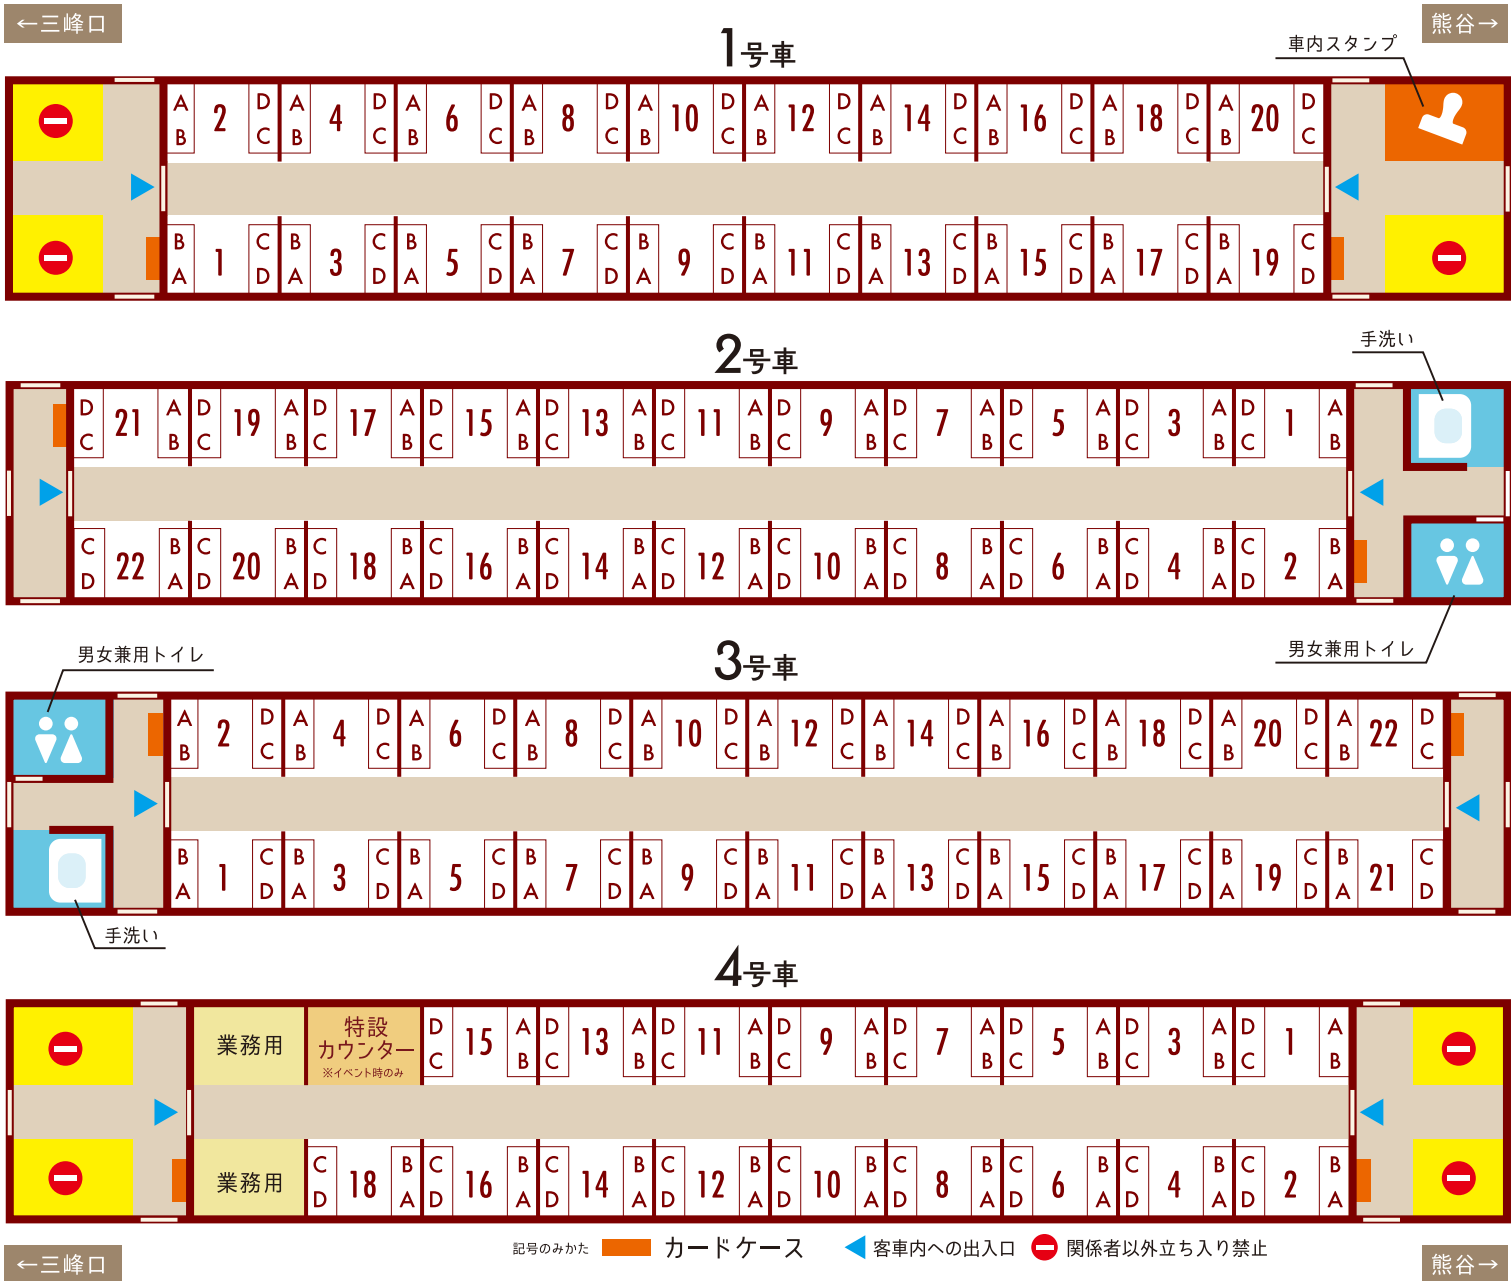 ←三峰口
熊谷→
1号車
車内スタンプ
A 2 D A 4 D A 6 D A 8 D A 10 D A 12 D A 14 D A 16 D A 18 D A 20 D
B C B C B C B C B C B C B C B C B C B C
B 1 C B 3 C B 5 C B 7 C B 9 C B 11 C B 13 C B 15 C B 17 C B 19 C
A D A D A D A D A D A D A D A D A D A D
2号車
手洗い
D 21 A D 19 A D 17 A D 15 A D 13 A D 11 A D 9 A D 7 A D 5 A D 3 A D 1 A
C B C B C B C B C B C B C B C B C B C B C B
C 22 B C 20 B C 18 B C 16 B C 14 B C 12 B C 10 B C 8 B C 6 B C 4 B C 2 B
D A D A D A D A D A D A D A D A D A D A D A
男女兼用トイレ
3号車
男女兼用トイレ
A 2 D A 4 D A 6 D A 8 D A 10 D A 12 D A 14 D A 16 D A 18 D A 20 D A 22 D
B C B C B C B C B C B C B C B C B C B C B C
B 1 C B 3 C B 5 C B 7 C B 9 C B 11 C B 13 C B 15 C B 17 C B 19 C B 21 C
A D A D A D A D A D A D A D A D A D A D A D
手洗い
4号車
業務用
特設
カウンター
※イベント時のみ
D 15 A D 13 A D 11 A D 9 A D 7 A D 5 A D 3 A D 1 A
C B C B C B C B C B C B C B C B
業務用
C 18 B C 16 B C 14 B C 12 B C 10 B C 8 B C 6 B C 4 B C 2 B
D A D A D A D A D A D A D A D A D A
記号のみかた カードケース 客車内への出入口 関係者以外立ち入り禁止
←三峰口
熊谷→